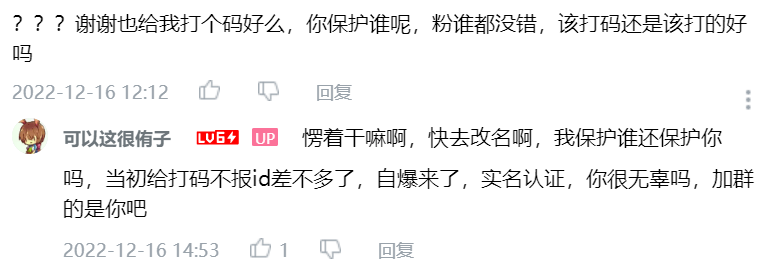 ？？？谢谢也给我打个码好么，你保护谁呢，粉谁都没错，该打码还是该打的好
吗
2022-12-16 12:12 回复
可以这很侑子 LV6 UP 愣着干嘛啊，快去改名啊，我保护谁还保护你
吗，当初给打码不报id差不多了，自爆来了，实名认证，你很无辜吗，加群
的是你吧
2022-12-16 14:53 1 回复